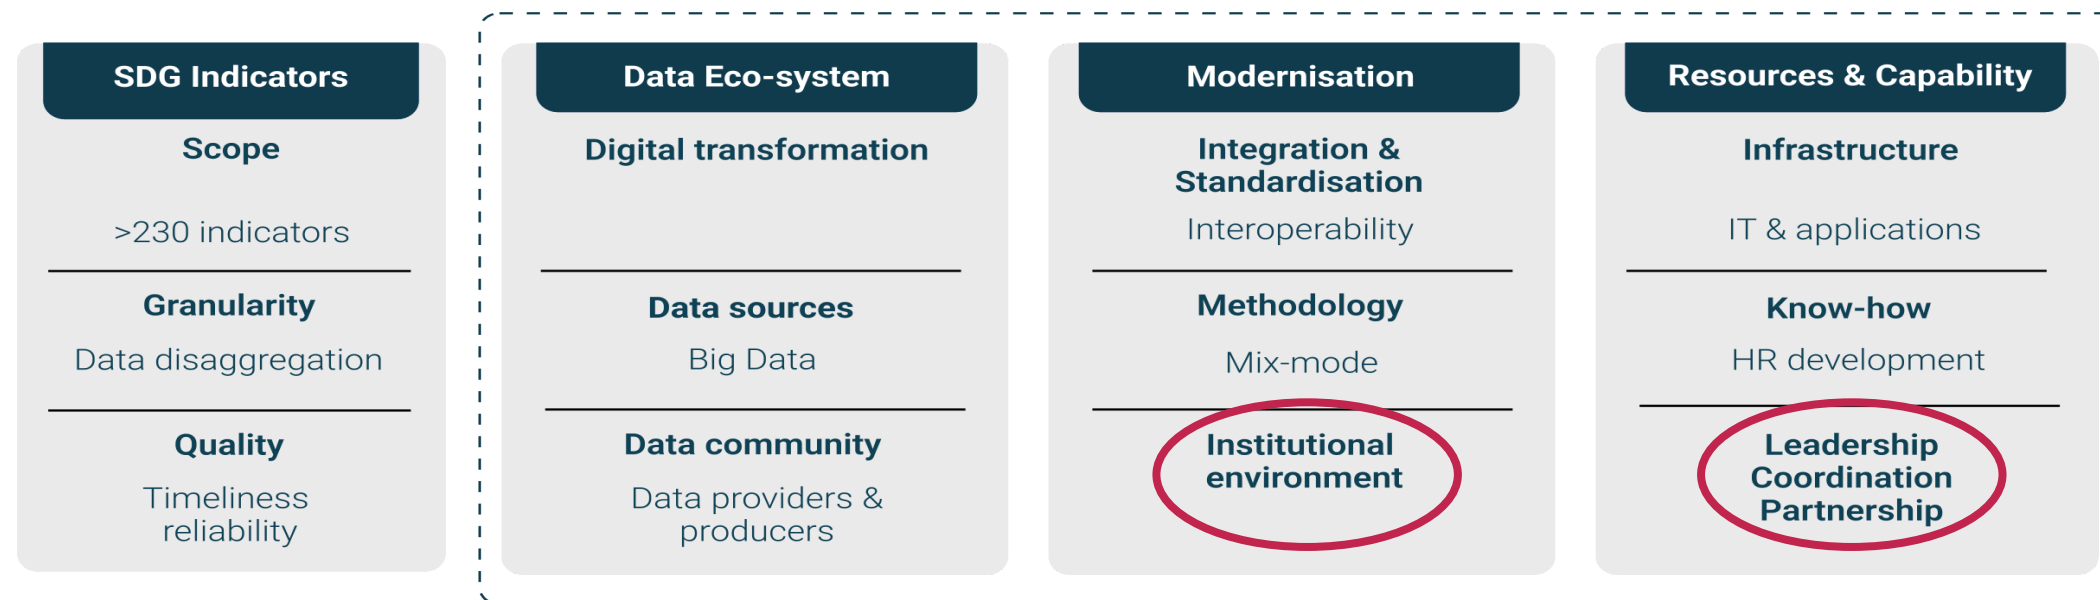 SDG Indicators
Scope
>230 indicators
Granularity
Data disaggregation
Quality
Timeliness
reliability
Data Eco-system
Digital transformation
Data sources
Big Data
Data community
Data providers &
producers
Modernisation
Integration &
Standardisation
Interoperability
Methodology
Mix-mode
Institutional
environment
Resources & Capability
Infrastructure
IT & applications
Know-how
HR development
Leadership
Coordination
Partnership